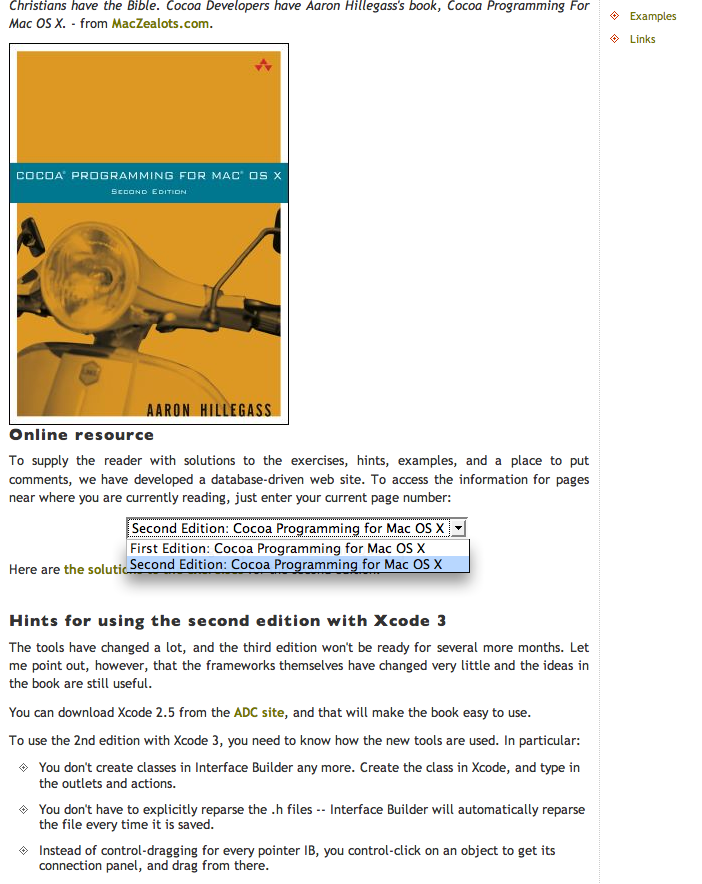 Christians have the Bible. Cocoa Developers have Aaron Hillegass's book, Cocoa Programming For
Mac OS X. - from MacZealots.com.
COCOA® PROGRAMMING FOR MAC® OS X
SECOND EDITION
AARON HILLEGASS
Online resource
To supply the reader with solutions to the exercises, hints, examples, and a place to put
comments, we have developed a database-driven web site. To access the information for pages
near where you are currently reading, just enter your current page number:
Second Edition: Cocoa Programming for Mac OS X
First Edition: Cocoa Programming for Mac OS X
Second Edition: Cocoa Programming for Mac OS X
Here are the soluti
Hints for using the second edition with Xcode 3
The tools have changed a lot, and the third edition won't be ready for several more months. Let
me point out, however, that the frameworks themselves have changed very little and the ideas in
the book are still useful.
You can download Xcode 2.5 from the ADC site, and that will make the book easy to use.
To use the 2nd edition with Xcode 3, you need to know how the new tools are used. In particular:
You don't create classes in Interface Builder any more. Create the class in Xcode, and type in
the outlets and actions.
You don't have to explicitly reparse the .h files -- Interface Builder will automatically reparse
the file every time it is saved.
Instead of control-dragging for every pointer IB, you control-click on an object to get its
connection panel, and drag from there.
Examples
Links